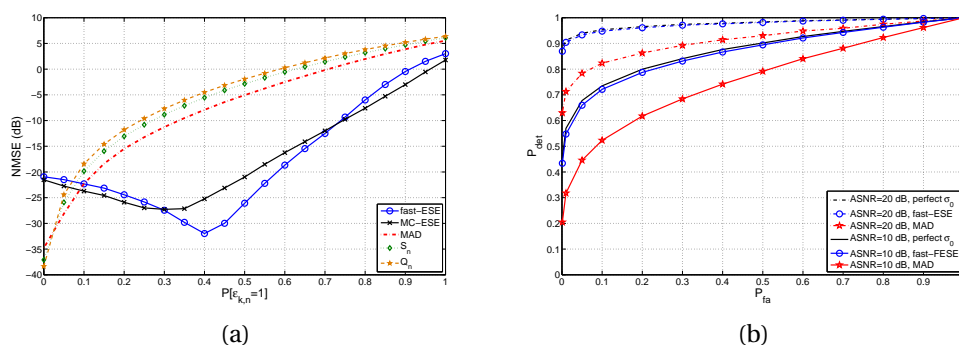 10
5
0
−5
−10
−15
−20
−25
−30
−35
−40
NMSE (dB)
0 0.1 0.2 0.3 0.4 0.5 0.6 0.7 0.8 0.9 1
P[ε_{k,n}=1]
fast−ESE
MC−ESE
MAD
S_n
Q_n
(a)
1
0.9
0.8
0.7
0.6
0.5
0.4
0.3
0.2
0.1
0
P_det
0 0.1 0.2 0.3 0.4 0.5 0.6 0.7 0.8 0.9
P_fa
ASNR=20 dB, perfect σ_0
ASNR=20 dB, fast−ESE
ASNR=20 dB, MAD
ASNR=10 dB, perfect σ_0
ASNR=10 dB, fast−FESE
ASNR=10 dB, MAD
(b)